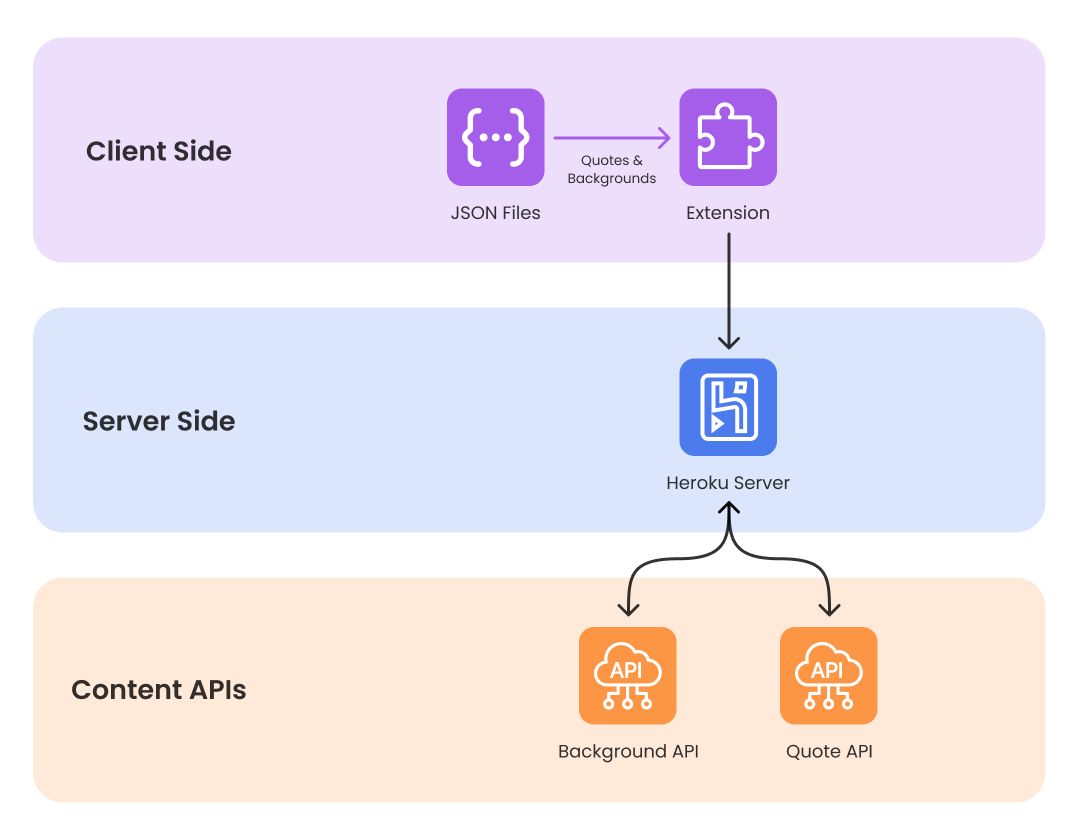 Client Side
Quotes &
Backgrounds
JSON Files
Extension
Server Side
Heroku Server
Content APIs
API
API
Background API
Quote API